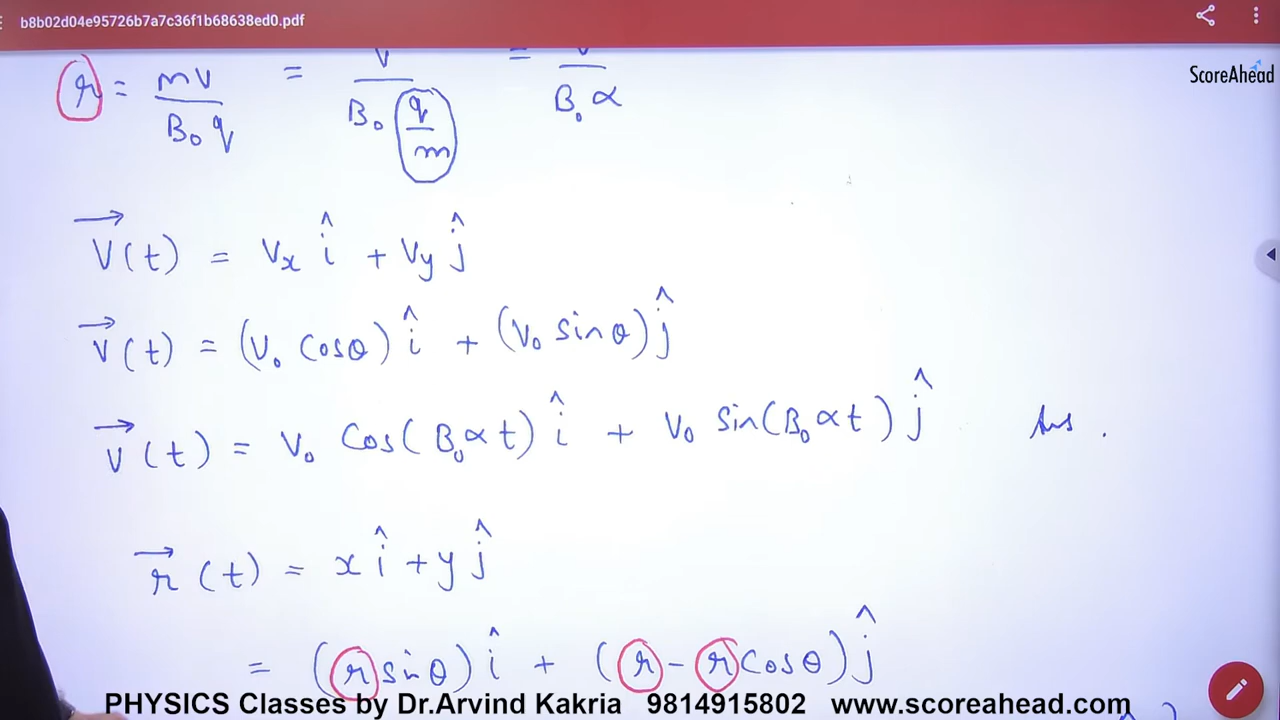 b8b02d04e95726b7a7c36f1b68638ed0.pdf
ScoreAhead
r = mv / B₀q = v / B₀(q/m) = v / B₀α
v⃗(t) = vₓ î + v_y ĵ
v⃗(t) = (v₀ cosθ) î + (v₀ sinθ) ĵ
v⃗(t) = v₀ Cos(B₀αt) î + v₀ Sin(B₀αt) ĵ Ans.
r⃗(t) = x î + y ĵ
= (r sinθ) î + (r - r Cosθ) ĵ
PHYSICS Classes by Dr.Arvind Kakria 9814915802 www.scoreahead.com